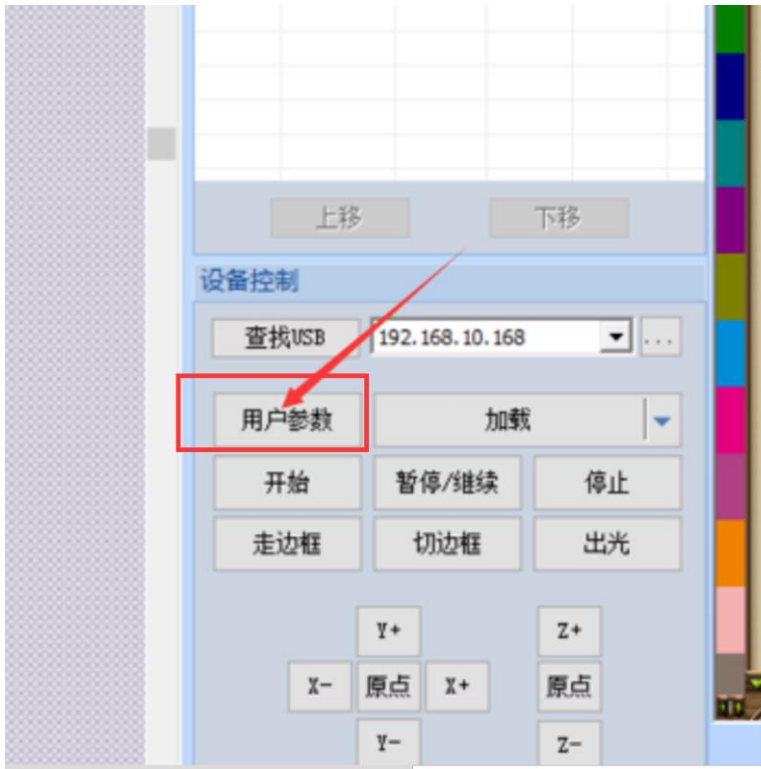 上移 下移
设备控制
查找USB 192.168.10.168 ...
用户参数 加载
开始 暂停/继续 停止
走边框 切边框 出光
Y+ Z+
X- 原点 X+ 原点
Y- Z-